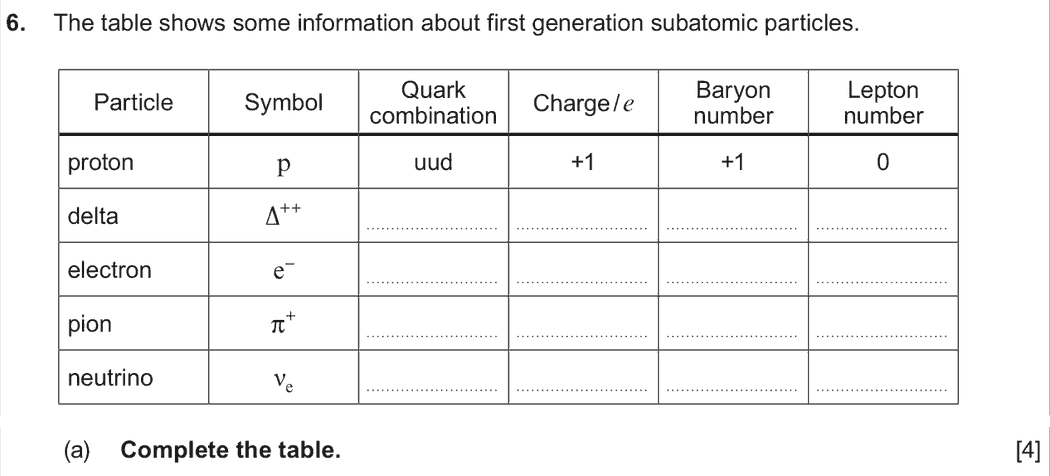 6. The table shows some information about first generation subatomic particles.
Particle Symbol Quark combination Charge/e Baryon number Lepton number
proton p uud +1 +1 0
delta Δ⁺⁺ ........................ ........................ ........................ ........................
electron e⁻ ........................ ........................ ........................ ........................
pion π⁺ ........................ ........................ ........................ ........................
neutrino νₑ ........................ ........................ ........................ ........................
(a) Complete the table. [4]